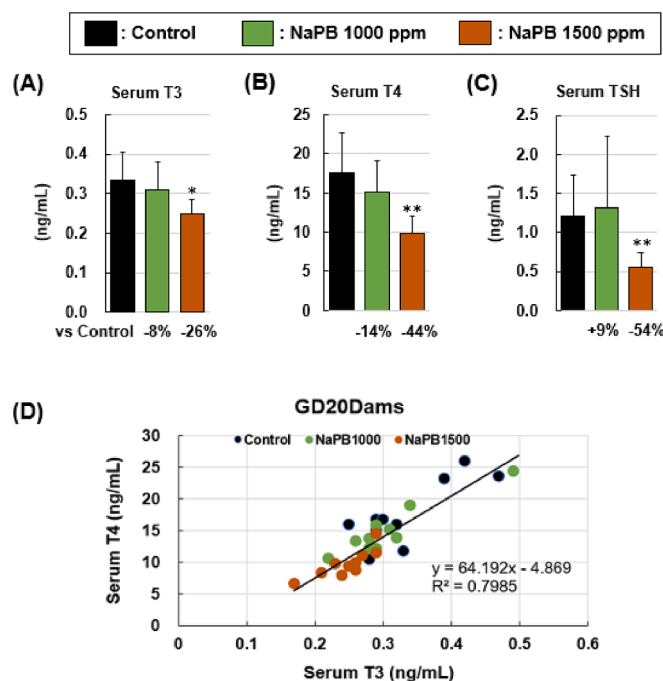 : Control : NaPB 1000 ppm : NaPB 1500 ppm
(A) Serum T3
(ng/mL)
0.5
0.4
0.3
0.2
0.1
0.0
*
vs Control -8% -26%
(B) Serum T4
(ng/mL)
25
20
15
10
5
0
**
-14% -44%
(C) Serum TSH
(ng/mL)
2.5
2.0
1.5
1.0
0.5
0.0
**
+9% -54%
(D) GD20Dams
Control NaPB1000 NaPB1500
Serum T4 (ng/mL)
30
25
20
15
10
5
0
y = 64.192x - 4.869
R² = 0.7985
0 0.1 0.2 0.3 0.4 0.5 0.6
Serum T3 (ng/mL)